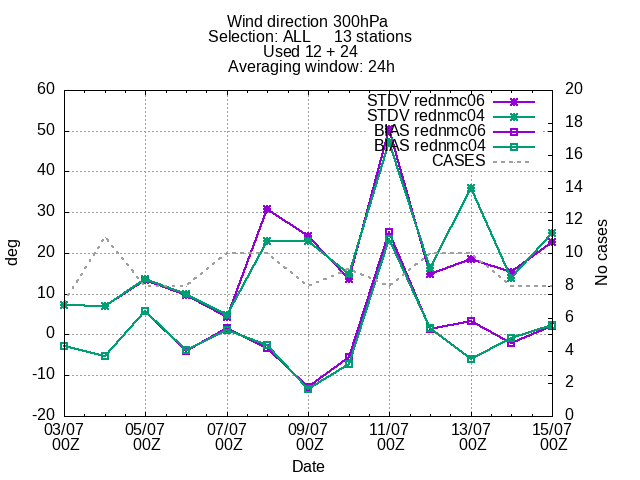 Wind direction 300hPa
Selection: ALL 13 stations
Used 12 + 24
Averaging window: 24h
STDV rednmc06
STDV rednmc04
BIAS rednmc06
BIAS rednmc04
CASES
60
50
40
30
20
10
0
-10
-20
deg
20
18
16
14
12
10
8
6
4
2
0
No cases
03/07 05/07 07/07 09/07 11/07 13/07 15/07
00Z 00Z 00Z 00Z 00Z 00Z 00Z
Date